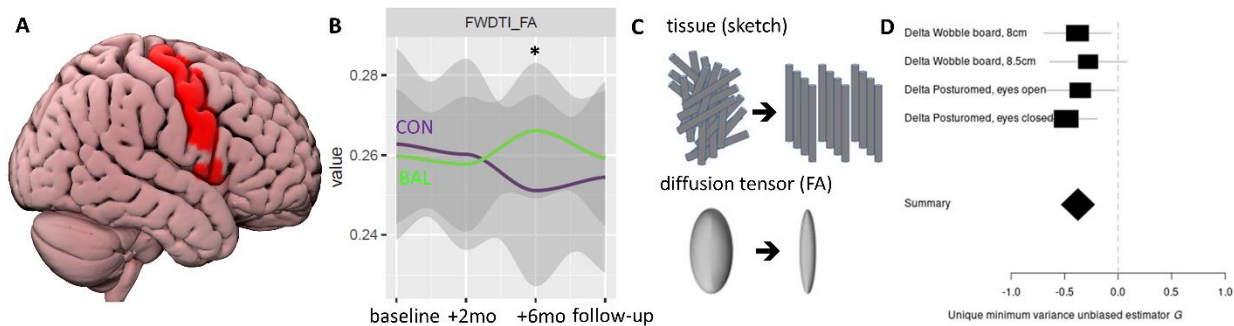 A
B
FWDTI_FA
*
0.28
0.26
0.24
value
CON
BAL
baseline
+2mo
+6mo
follow-up
C
tissue (sketch)
diffusion tensor (FA)
D
Delta Wobble board, 8cm
Delta Wobble board, 8.5cm
Delta Posturomed, eyes open
Delta Posturomed, eyes closed
Summary
-1.0 -0.5 0.0 0.5 1.0
Unique minimum variance unbiased estimator G